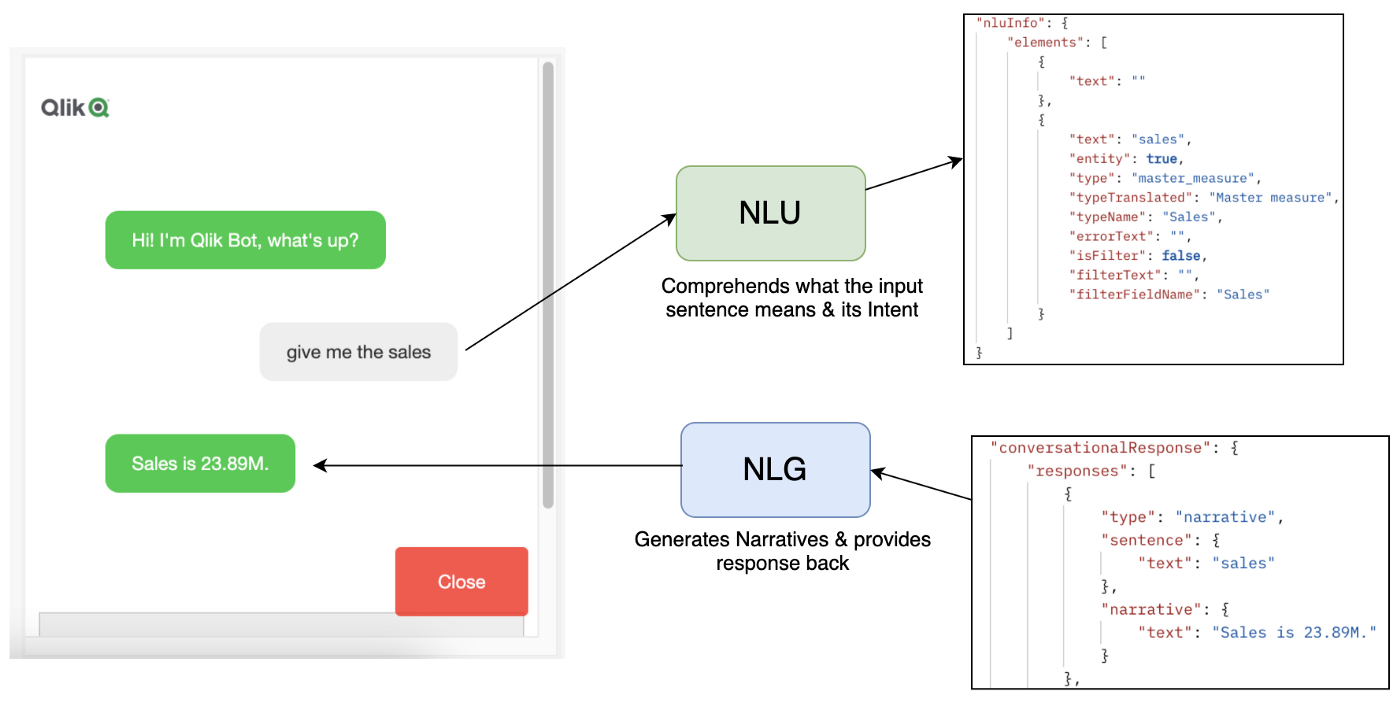 Qlik
Hi! I'm Qlik Bot, what's up?
give me the sales
Sales is 23.89M.
Close
NLU
Comprehends what the input
sentence means & its Intent
NLG
Generates Narratives & provides
response back
"nluInfo": {
"elements": [
{
"text": ""
},
{
"text": "sales",
"entity": true,
"type": "master_measure",
"typeTranslated": "Master measure",
"typeName": "Sales",
"errorText": "",
"isFilter": false,
"filterText": "",
"filterFieldName": "Sales"
}
]
}
"conversationalResponse": {
"responses": [
{
"type": "narrative",
"sentence": {
"text": "sales"
},
"narrative": {
"text": "Sales is 23.89M."
}
},